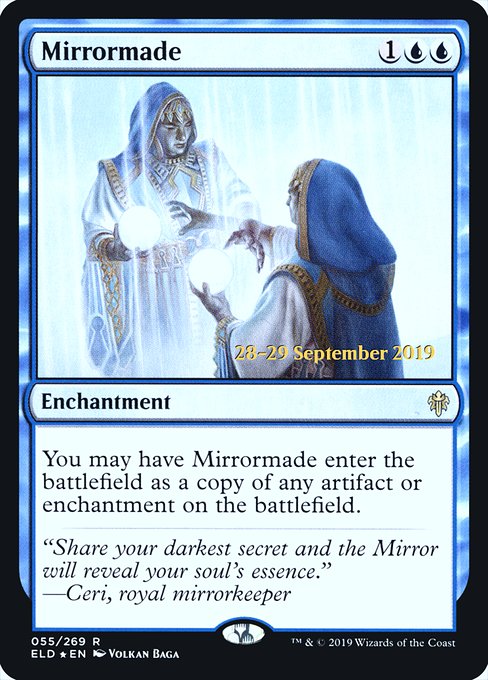 Mirrormade 1
28–29 September 2019
Enchantment
You may have Mirrormade enter the
battlefield as a copy of any artifact or
enchantment on the battlefield.
“Share your darkest secret and the Mirror
will reveal your soul’s essence.”
—Ceri, royal mirrorkeeper
055/269 R
ELD ★ EN Volkan Baga
™ & © 2019 Wizards of the Coast